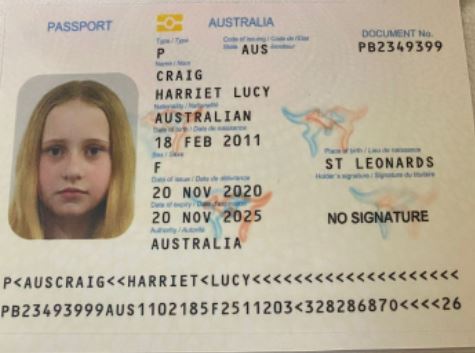 PASSPORT
AUSTRALIA
Type / Type
Code of issuing / Code de l'État
State
émetteur
DOCUMENT No.
P
AUS
PB2349399
Name / Nom
CRAIG
HARRIET LUCY
Nationality / Nationalité
AUSTRALIAN
Date of birth / Date de naissance
18 FEB 2011
Sex / Sexe
Place of birth / Lieu de naissance
F
ST LEONARDS
Date of issue / Date de délivrance
Holder's signature / Signature du titulaire
20 NOV 2020
Date of expiry / Date d'expiration
20 NOV 2025
NO SIGNATURE
Authority / Autorité
AUSTRALIA
P<AUSCRAIG<<HARRIET<LUCY<<<<<<<<<<<<<<<<<<<<
PB23493999AUS1102185F2511203<328286870<<<<26